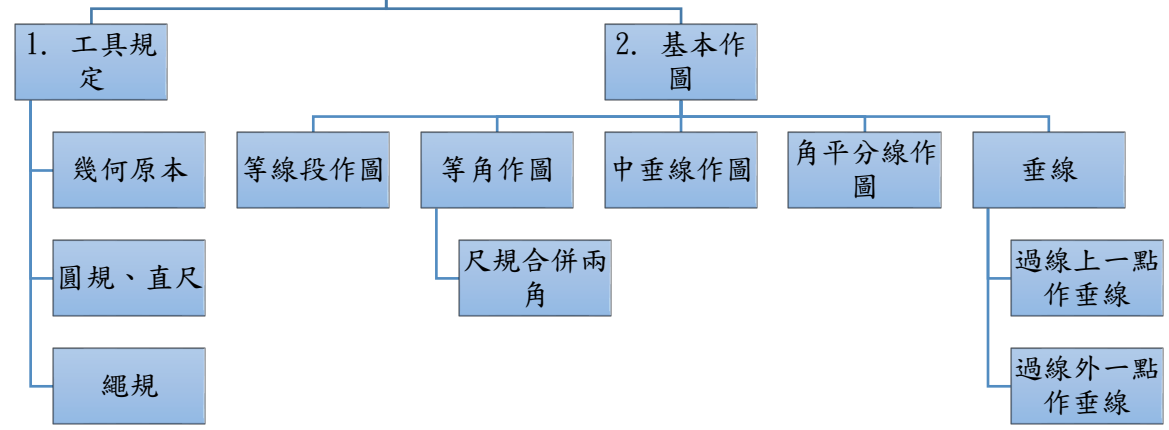 1. 工具規
定
2. 基本作
圖
幾何原本
等線段作圖
等角作圖
中垂線作圖
角平分線作
圖
垂線
圓規、直尺
尺規合併兩
角
過線上一點
作垂線
繩規
過線外一點
作垂線